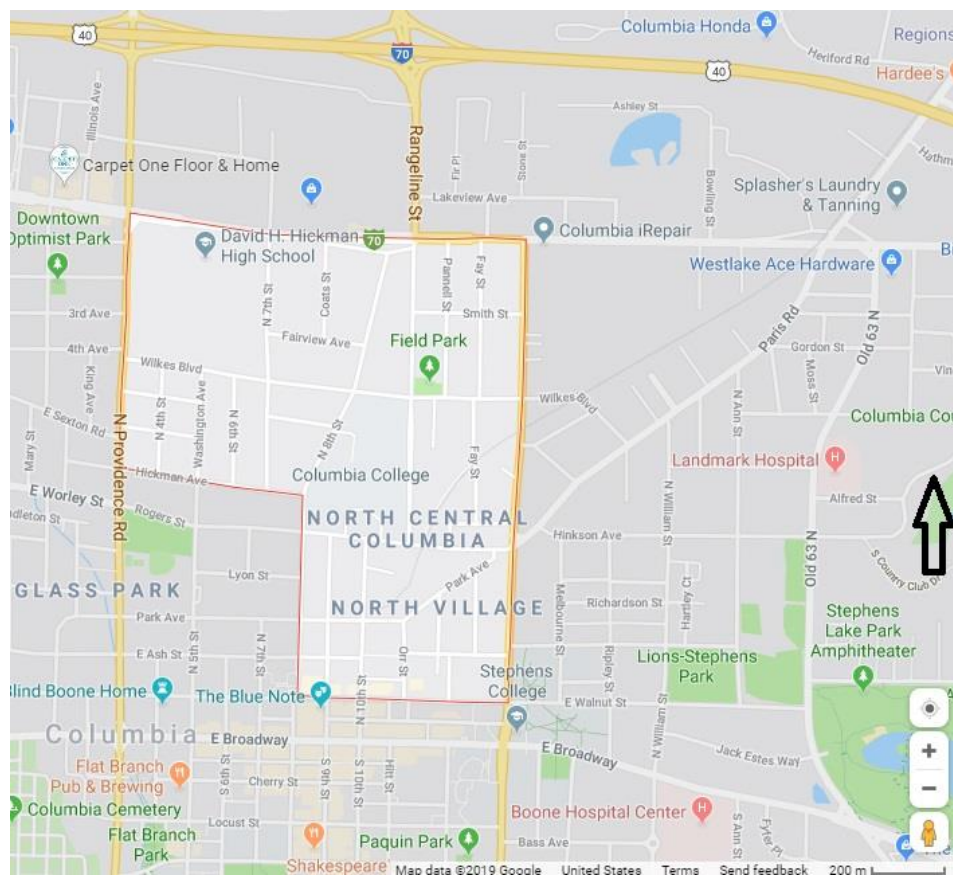 40
Columbia Honda
Regions
70
40
Heriford Rd
Hardee's
Illinois Ave
Ashley St
Rangeline St
Fir Pl
Stone St
Carpet One Floor & Home
Bowling St
Splasher's Laundry
& Tanning
Lakeview Ave
Downtown
Optimist Park
David H. Hickman
High School
70
Columbia iRepair
Westlake Ace Hardware
N 7th St
Coats St
Pannell St
Fay St
3rd Ave
Smith St
Paris Rd
Old 63 N
4th Ave
Fairview Ave
Field Park
Gordon St
Moss St
Wilkes Blvd
King Ave
Wilkes Blvd
N Ann St
Columbia Cou
E Sexton Rd
N 4th St
Washington Ave
N 6th St
N 8th St
Mary St
N Providence Rd
Fay St
Columbia College
Landmark Hospital
Hickman Ave
E Worley St
Rogers St
NORTH CENTRAL
COLUMBIA
N William St
Alfred St
Hinkson Ave
Old 63 N
S Country Club Dr
Lyon St
Park Ave
GLASS PARK
NORTH VILLAGE
Melbourne St
Richardson St
Hartley Ct
Park Ave
Stephens
Lake Park
Amphitheater
E Ash St
N 5th St
N 7th St
Orr St
Ripley St
Lions-Stephens
Park
Stephens
College
Blind Boone Home
The Blue Note
N 10th St
E Walnut St
N William St
Columbia
E Broadway
E Broadway
Jack Estes Way
Flat Branch
Pub & Brewing
S 6th St
Cherry St
S 9th St
S 10th St
Hitt St
Columbia Cemetery
Locust St
Boone Hospital Center
Flat Branch
Park
Paquin Park
S Ann St
Fyfer Pl
Shakespeare'
Bass Ave
Map data ©2019 Google United States Terms Send feedback 200 m